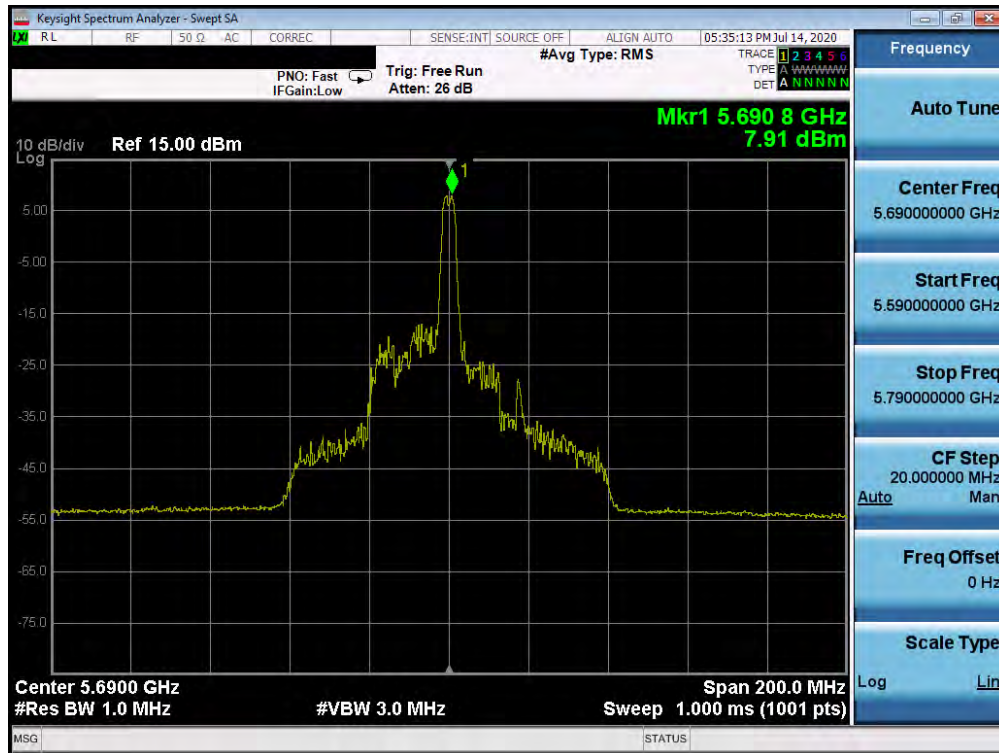 Keysight Spectrum Analyzer - Swept SA
LXI RL RF 50 Ω AC CORREC SENSE:INT SOURCE OFF ALIGN AUTO 05:35:13 PM Jul 14, 2020
#Avg Type: RMS
TRACE 1 2 3 4 5 6
TYPE A WWWWW
DET A N N N N N
PNO: Fast
IFGain:Low
Trig: Free Run
Atten: 26 dB
Mkr1 5.690 8 GHz
7.91 dBm
10 dB/div
Log
Ref 15.00 dBm
1
5.00
-5.00
-15.0
-25.0
-35.0
-45.0
-55.0
-65.0
-75.0
Center 5.6900 GHz
Span 200.0 MHz
#Res BW 1.0 MHz
#VBW 3.0 MHz
Sweep 1.000 ms (1001 pts)
MSG
STATUS
Frequency
Auto Tune
Center Freq
5.690000000 GHz
Start Freq
5.590000000 GHz
Stop Freq
5.790000000 GHz
CF Step
20.000000 MHz
Auto Man
Freq Offset
0 Hz
Scale Type
Log Lin